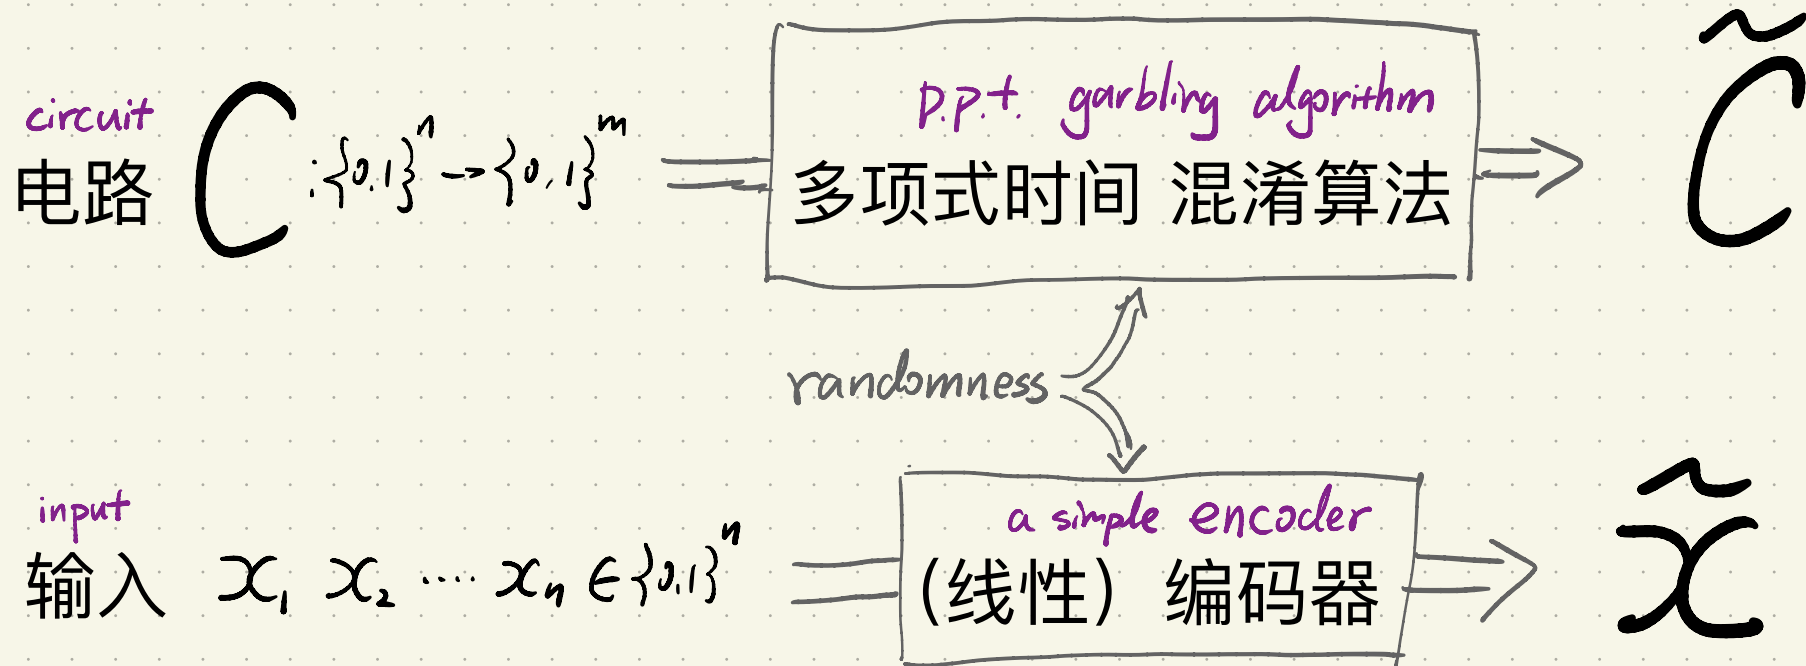 circuit
电路 C : {0,1}ⁿ → {0,1}ᵐ
p.p.t. garbling algorithm
多项式时间 混淆算法
C̃
randomness
input
输入 x₁ x₂ ⋯ xₙ ∈ {0,1}ⁿ
a simple encoder
(线性) 编码器
x̃